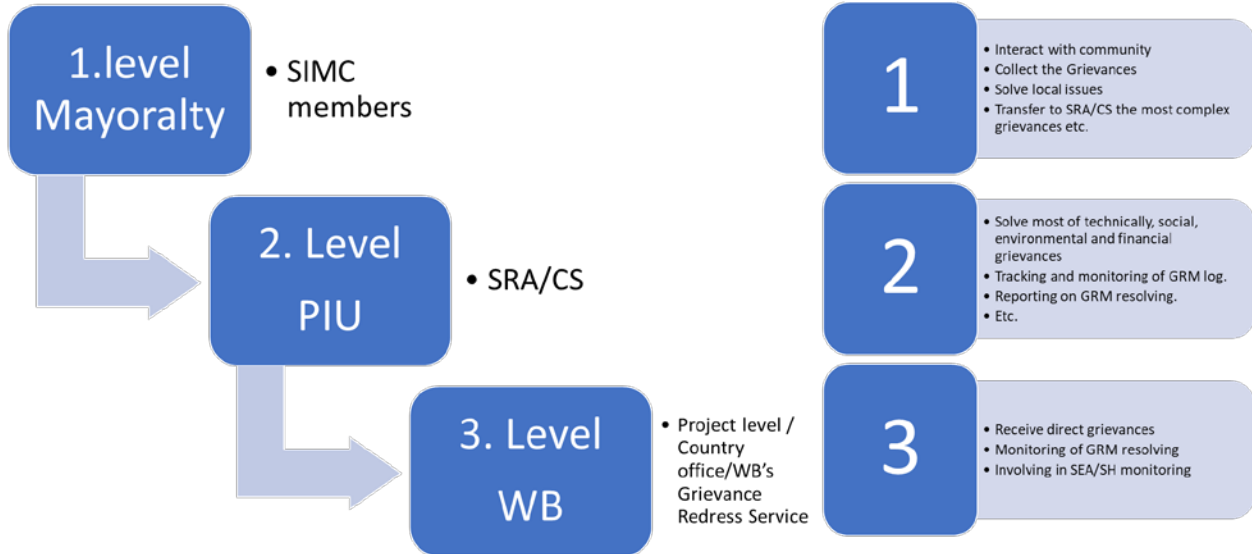 1.level
Mayoralty
• SIMC
members
2. Level
PIU
• SRA/CS
3. Level
WB
• Project level /
Country
office/WB's
Grievance
Redress Service
1
• Interact with community
• Collect the Grievances
• Solve local issues
• Transfer to SRA/CS the most complex
grievances etc.
2
• Solve most of technically, social,
environmental and financial
grievances
• Tracking and monitoring of GRM log.
• Reporting on GRM resolving.
• Etc.
3
• Receive direct grievances
• Monitoring of GRM resolving
• Involving in SEA/SH monitoring